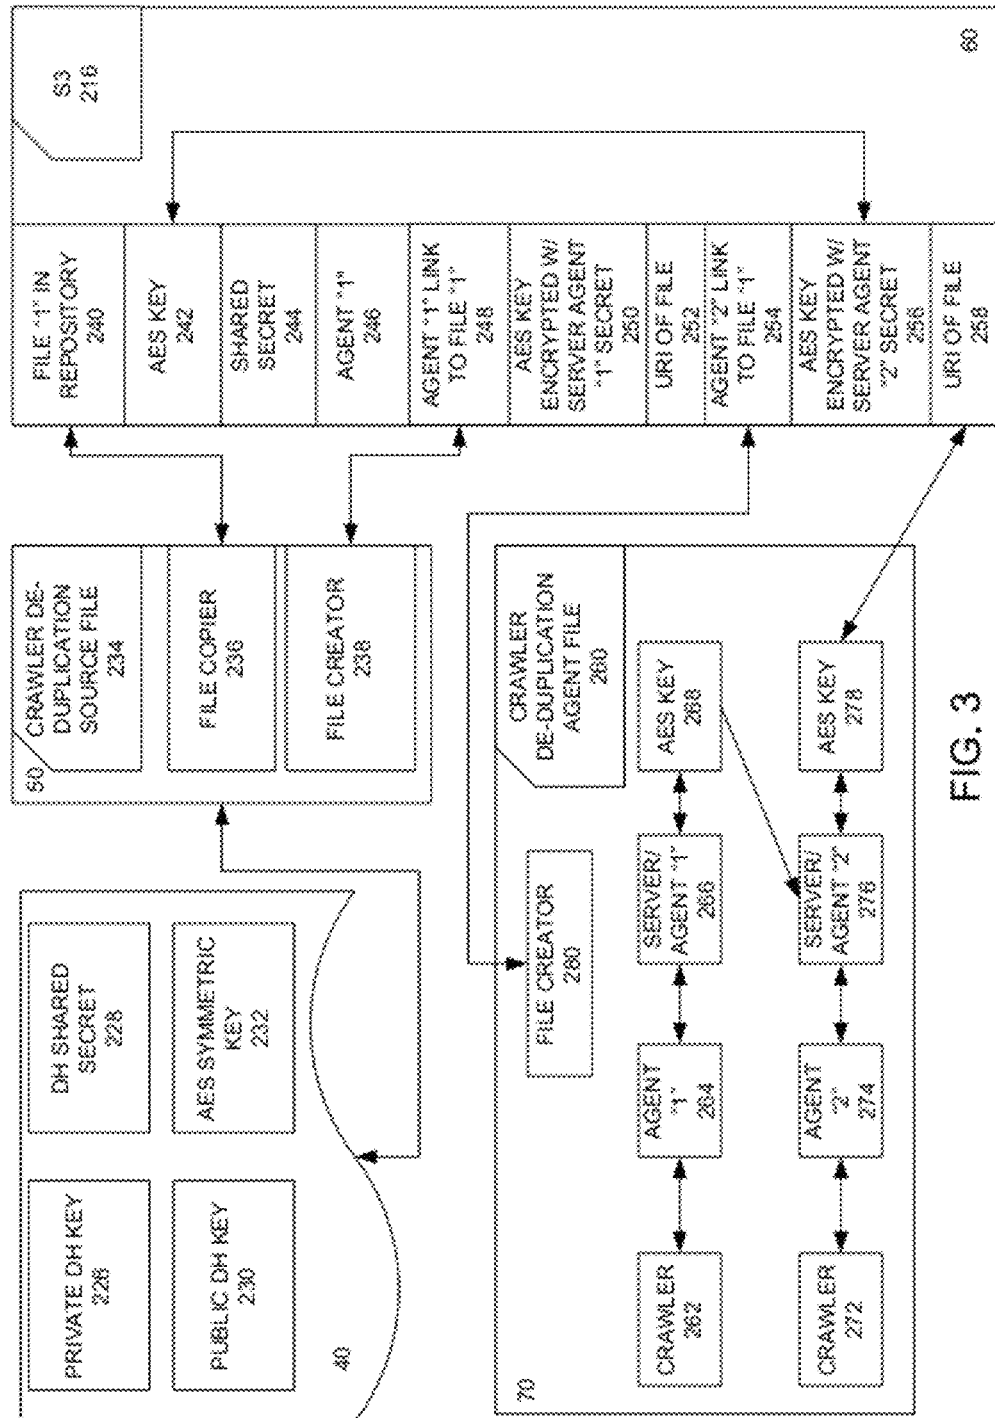 PRIVATE DH KEY
226
DH SHARED
SECRET
228
PUBLIC DH KEY
230
AES SYMMETRIC
KEY
232
40
50
CRAWLER DE-
DUPLICATION
SOURCE FILE
234
FILE COPIER
236
FILE CREATOR
238
S3
216
60
FILE "1" IN
REPOSITORY
240
AES KEY
242
SHARED
SECRET
244
AGENT "1"
246
AGENT "1" LINK
TO FILE "1"
248
AES KEY
ENCRYPTED W/
SERVER AGENT
"1" SECRET
250
URI OF FILE
252
AGENT "2" LINK
TO FILE "1"
254
AES KEY
ENCRYPTED W/
SERVER AGENT
"2" SECRET
256
URI OF FILE
258
70
FILE CREATOR
280
CRAWLER
DE-DUPLICATION
AGENT FILE
260
CRAWLER
262
AGENT
"1"
264
SERVER/
AGENT "1"
266
AES KEY
268
CRAWLER
272
AGENT
"2"
274
SERVER/
AGENT "2"
276
AES KEY
278
FIG. 3